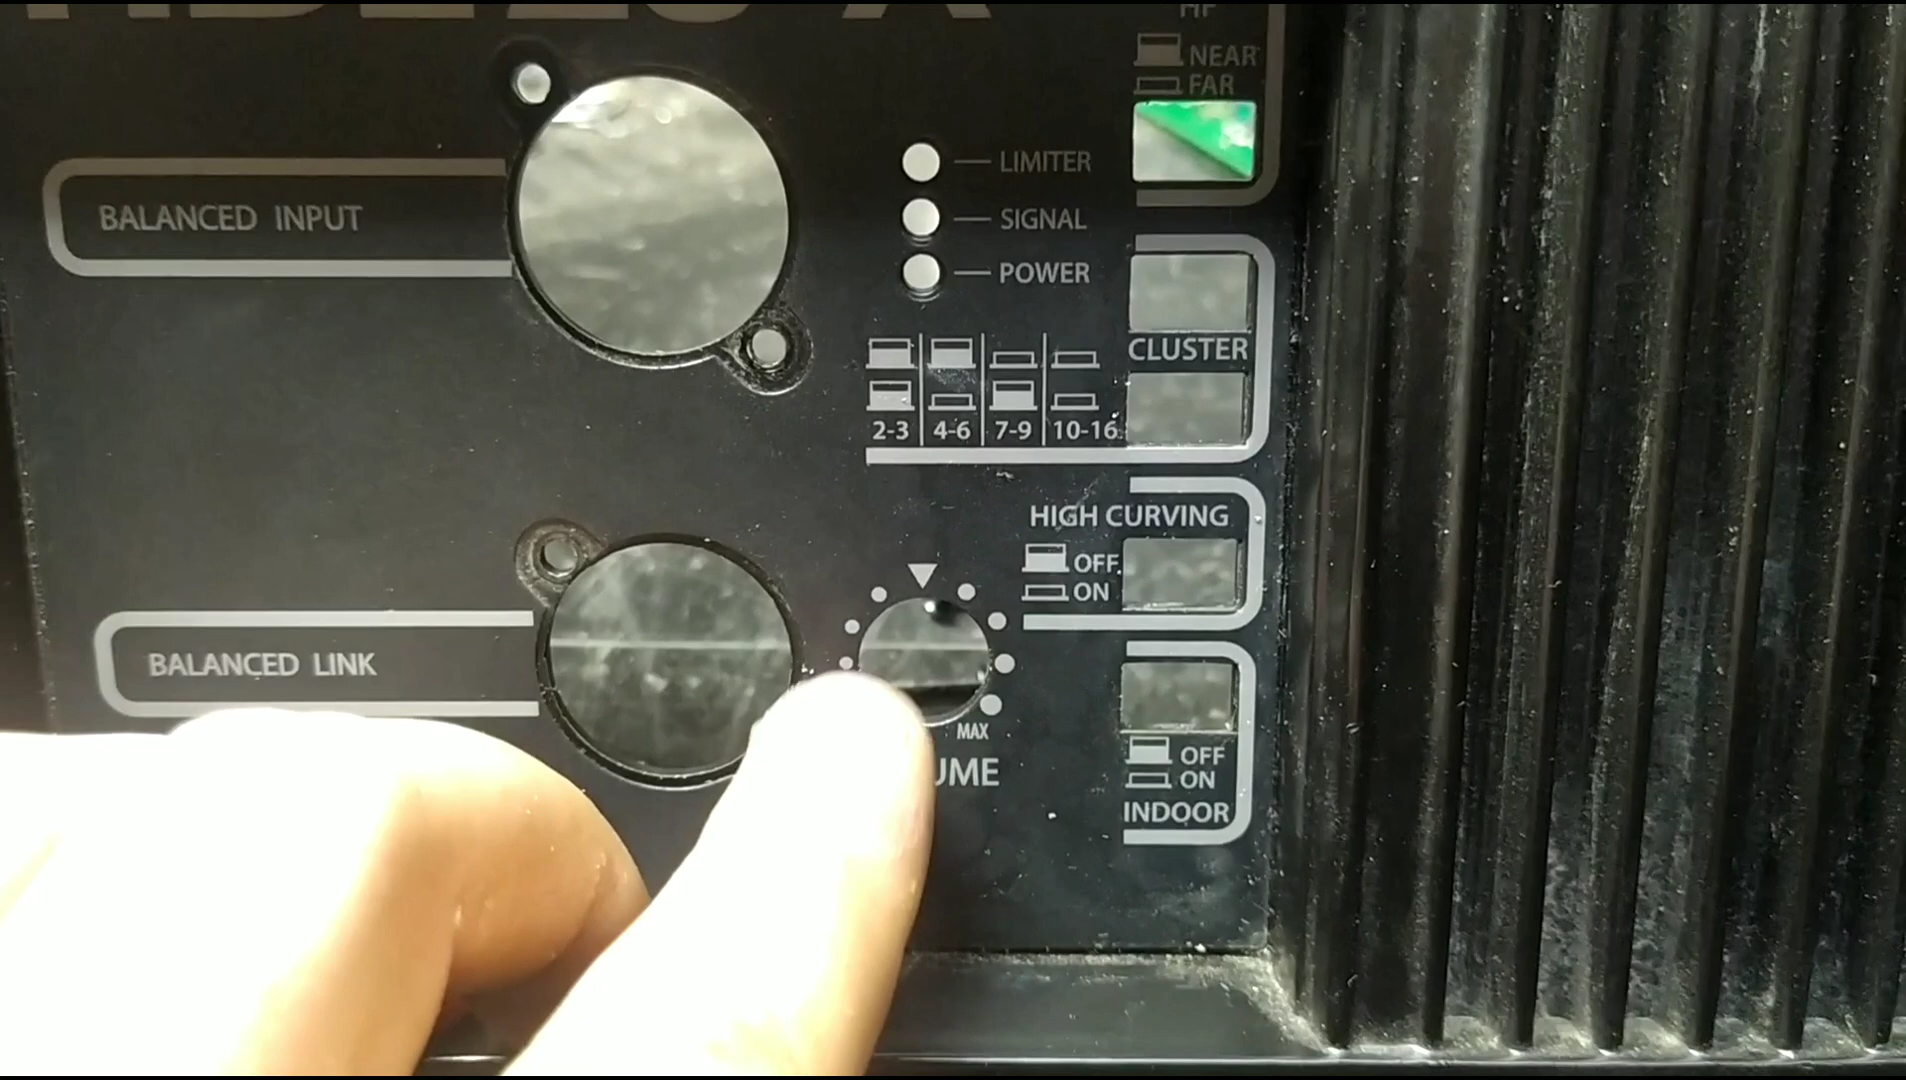 HF
NEAR
FAR
LIMITER
BALANCED INPUT
SIGNAL
POWER
CLUSTER
2-3 4-6 7-9 10-16
HIGH CURVING
OFF
ON
BALANCED LINK
MAX
OFF
UME
ON
INDOOR